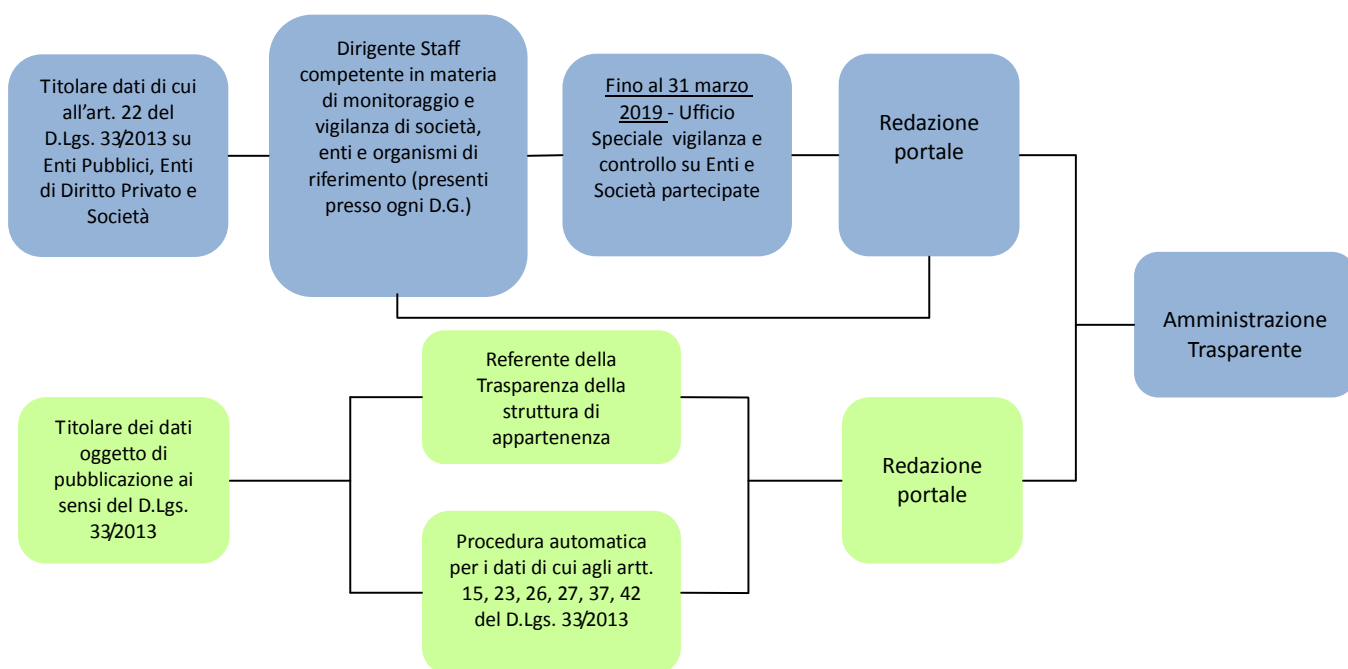 Titolare dati di cui
all'art. 22 del
D.Lgs. 33/2013 su
Enti Pubblici, Enti
di Diritto Privato e
Società
Dirigente Staff
competente in materia
di monitoraggio e
vigilanza di società,
enti e organismi di
riferimento (presenti
presso ogni D.G.)
Fino al 31 marzo
2019 - Ufficio
Speciale vigilanza e
controllo su Enti e
Società partecipate
Redazione
portale
Amministrazione
Trasparente
Titolare dei dati
oggetto di
pubblicazione ai
sensi del D.Lgs.
33/2013
Referente della
Trasparenza della
struttura di
appartenenza
Procedura automatica
per i dati di cui agli artt.
15, 23, 26, 27, 37, 42
del D.Lgs. 33/2013
Redazione
portale